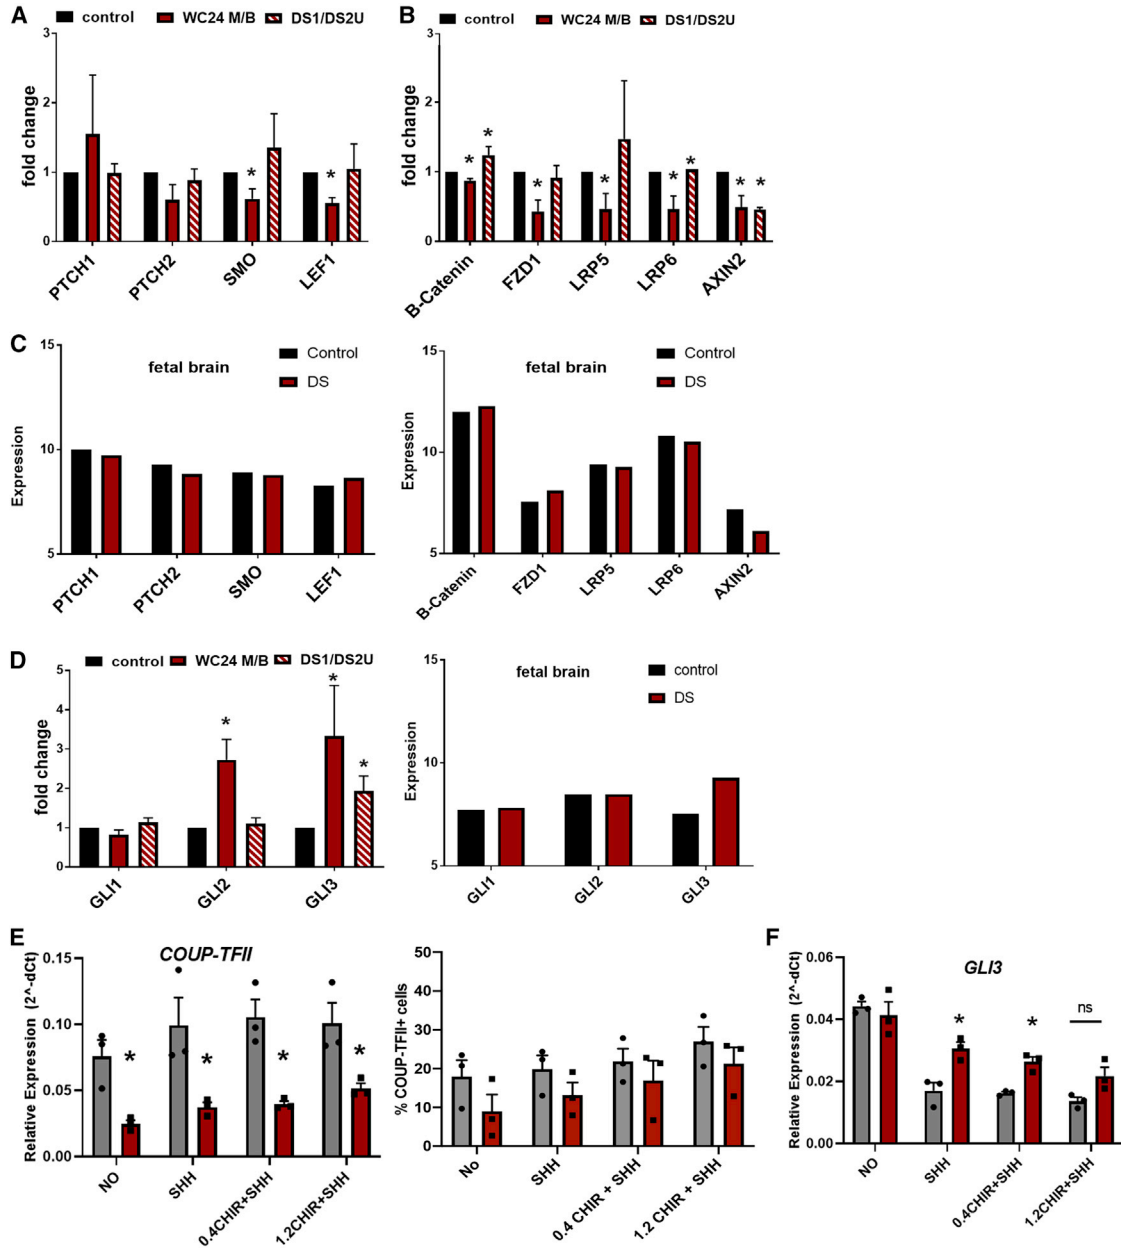 A
control WC24 M/B DS1/DS2U
3
2
1
0
fold change
PTCH1
PTCH2
SMO
LEF1
*
*
B
control WC24 M/B DS1/DS2U
3
2
1
0
fold change
B-Catenin
FZD1
LRP5
LRP6
AXIN2
* * * * * * * *
C
15
10
5
Expression
fetal brain
Control
DS
PTCH1
PTCH2
SMO
LEF1
15
10
5
Expression
fetal brain
Control
DS
B-Catenin
FZD1
LRP5
LRP6
AXIN2
D
control WC24 M/B DS1/DS2U
5
4
3
2
1
0
fold change
* * *
GLI1
GLI2
GLI3
15
10
5
Expression
fetal brain
control
DS
GLI1
GLI2
GLI3
E
COUP-TFII
0.15
0.10
0.05
0.00
Relative Expression (2^-dCt)
* * * *
NO
SHH
0.4CHIR+SHH
1.2CHIR+SHH
50
40
30
20
10
0
% COUP-TFII+ cells
No
SHH
0.4 CHIR + SHH
1.2 CHIR + SHH
F
GLI3
0.06
0.04
0.02
0.00
Relative Expression (2^-dCt)
* *
ns
NO
SHH
0.4CHIR+SHH
1.2CHIR+SHH